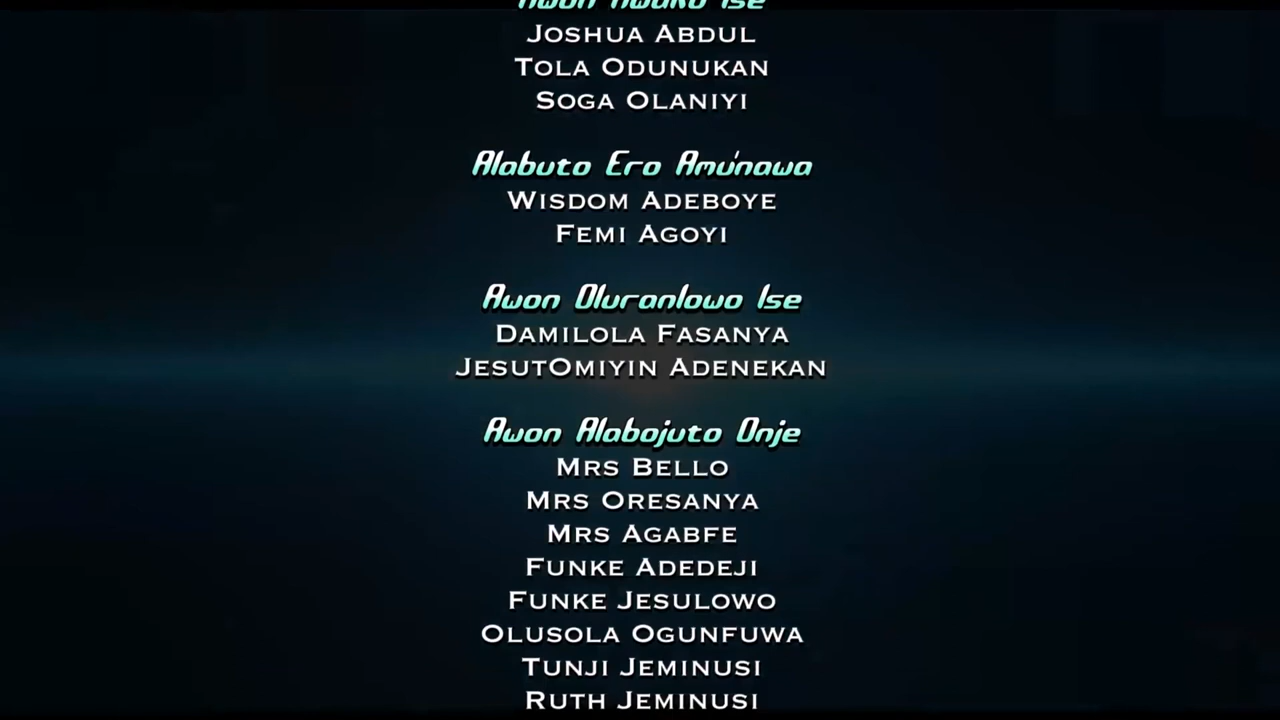 Ise
JOSHUA ABDUL
TOLA ODUNUKAN
SOGA OLANIYI
Alabuto Ero Amunawa
WISDOM ADEBOYE
FEMI AGOYI
Awon Oluranlowo Ise
DAMILOLA FASANYA
JESUTOMIYIN ADENEKAN
Awon Alabojuto Onje
MRS BELLO
MRS ORESANYA
MRS AGABFE
FUNKE ADEDEJI
FUNKE JESULOWO
OLUSOLA OGUNFUWA
TUNJI JEMINUSI
RUTH JEMINUSI